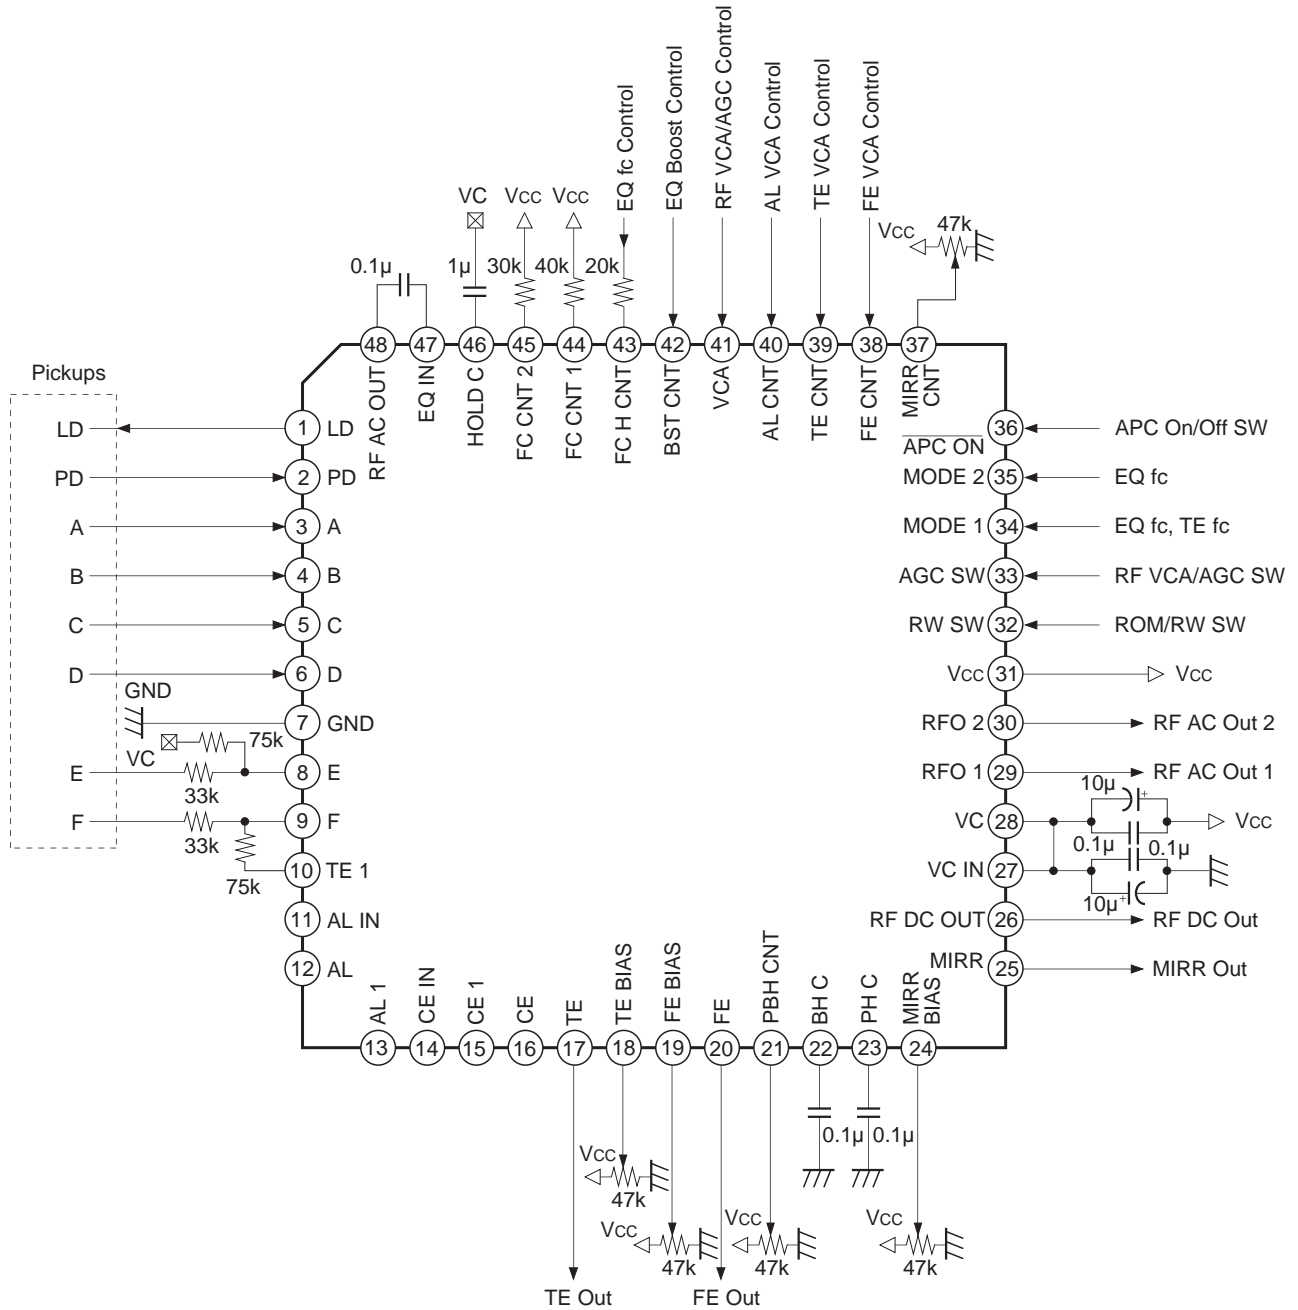 EQ fc Control
EQ Boost Control
RF VCA/AGC Control
AL VCA Control
TE VCA Control
FE VCA Control
VC
Vcc
Vcc
Vcc
47k
0.1µ
1µ
30k
40k
20k
48
47
46
45
44
43
42
41
40
39
38
37
RF AC OUT
EQ IN
HOLD C
FC CNT 2
FC CNT 1
FC H CNT
BST CNT
VCA
AL CNT
TE CNT
FE CNT
MIRR
CNT
Pickups
LD
1
LD
PD
2
PD
A
3
A
B
4
B
C
5
C
D
6
D
GND
7
GND
VC
75k
E
33k
8
E
F
33k
9
F
75k
10
TE 1
11
AL IN
12
AL
APC ON
36
APC On/Off SW
MODE 2
35
EQ fc
MODE 1
34
EQ fc, TE fc
AGC SW
33
RF VCA/AGC SW
RW SW
32
ROM/RW SW
Vcc
31
Vcc
RFO 2
30
RF AC Out 2
RFO 1
29
RF AC Out 1
10µ
+
VC
28
Vcc
0.1µ
0.1µ
VC IN
27
10µ
+
RF DC OUT
26
RF DC Out
MIRR
25
MIRR Out
AL 1
CE IN
CE 1
CE
TE
TE BIAS
FE BIAS
FE
PBH CNT
BH C
PH C
MIRR
BIAS
13
14
15
16
17
18
19
20
21
22
23
24
0.1µ
0.1µ
Vcc
47k
Vcc
47k
Vcc
47k
Vcc
47k
TE Out
FE Out